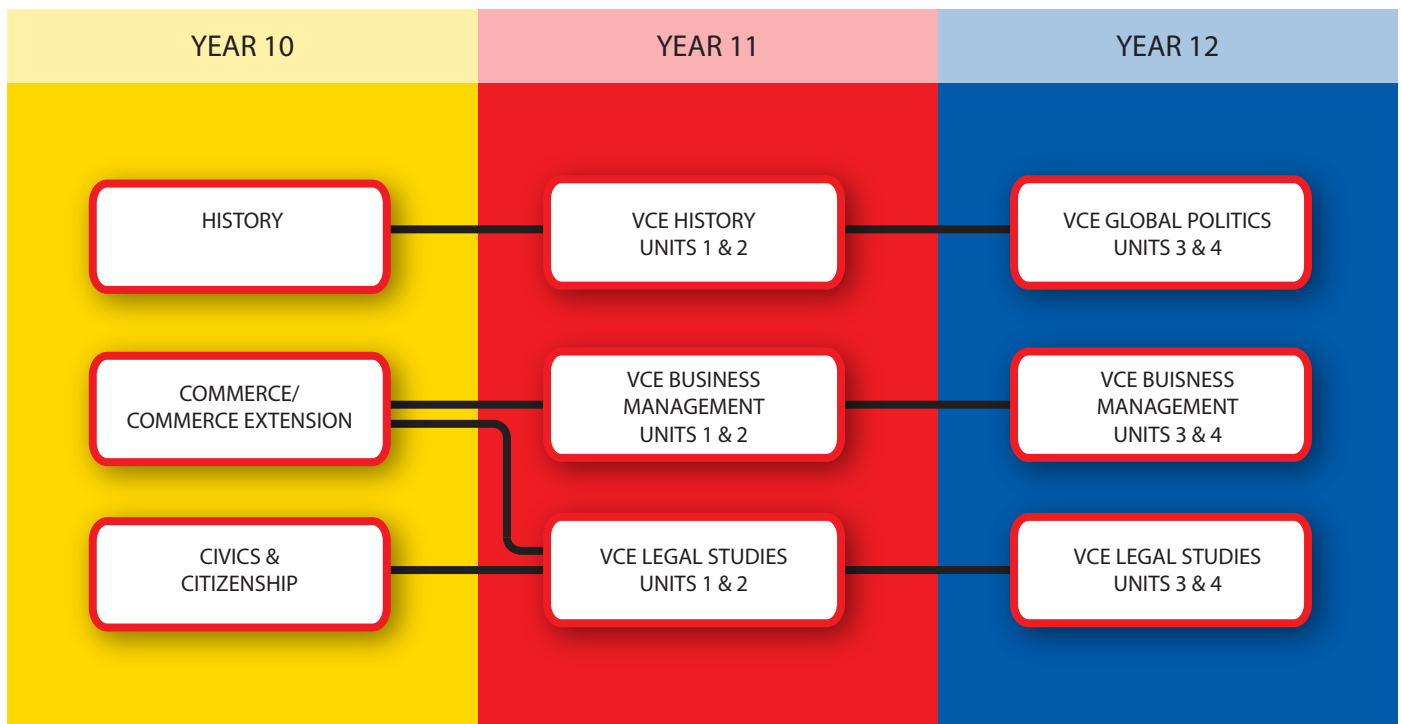 YEAR 10
YEAR 11
YEAR 12
HISTORY
VCE HISTORY
UNITS 1 & 2
VCE GLOBAL POLITICS
UNITS 3 & 4
COMMERCE/
COMMERCE EXTENSION
VCE BUSINESS
MANAGEMENT
UNITS 1 & 2
VCE BUISNESS
MANAGEMENT
UNITS 3 & 4
CIVICS &
CITIZENSHIP
VCE LEGAL STUDIES
UNITS 1 & 2
VCE LEGAL STUDIES
UNITS 3 & 4